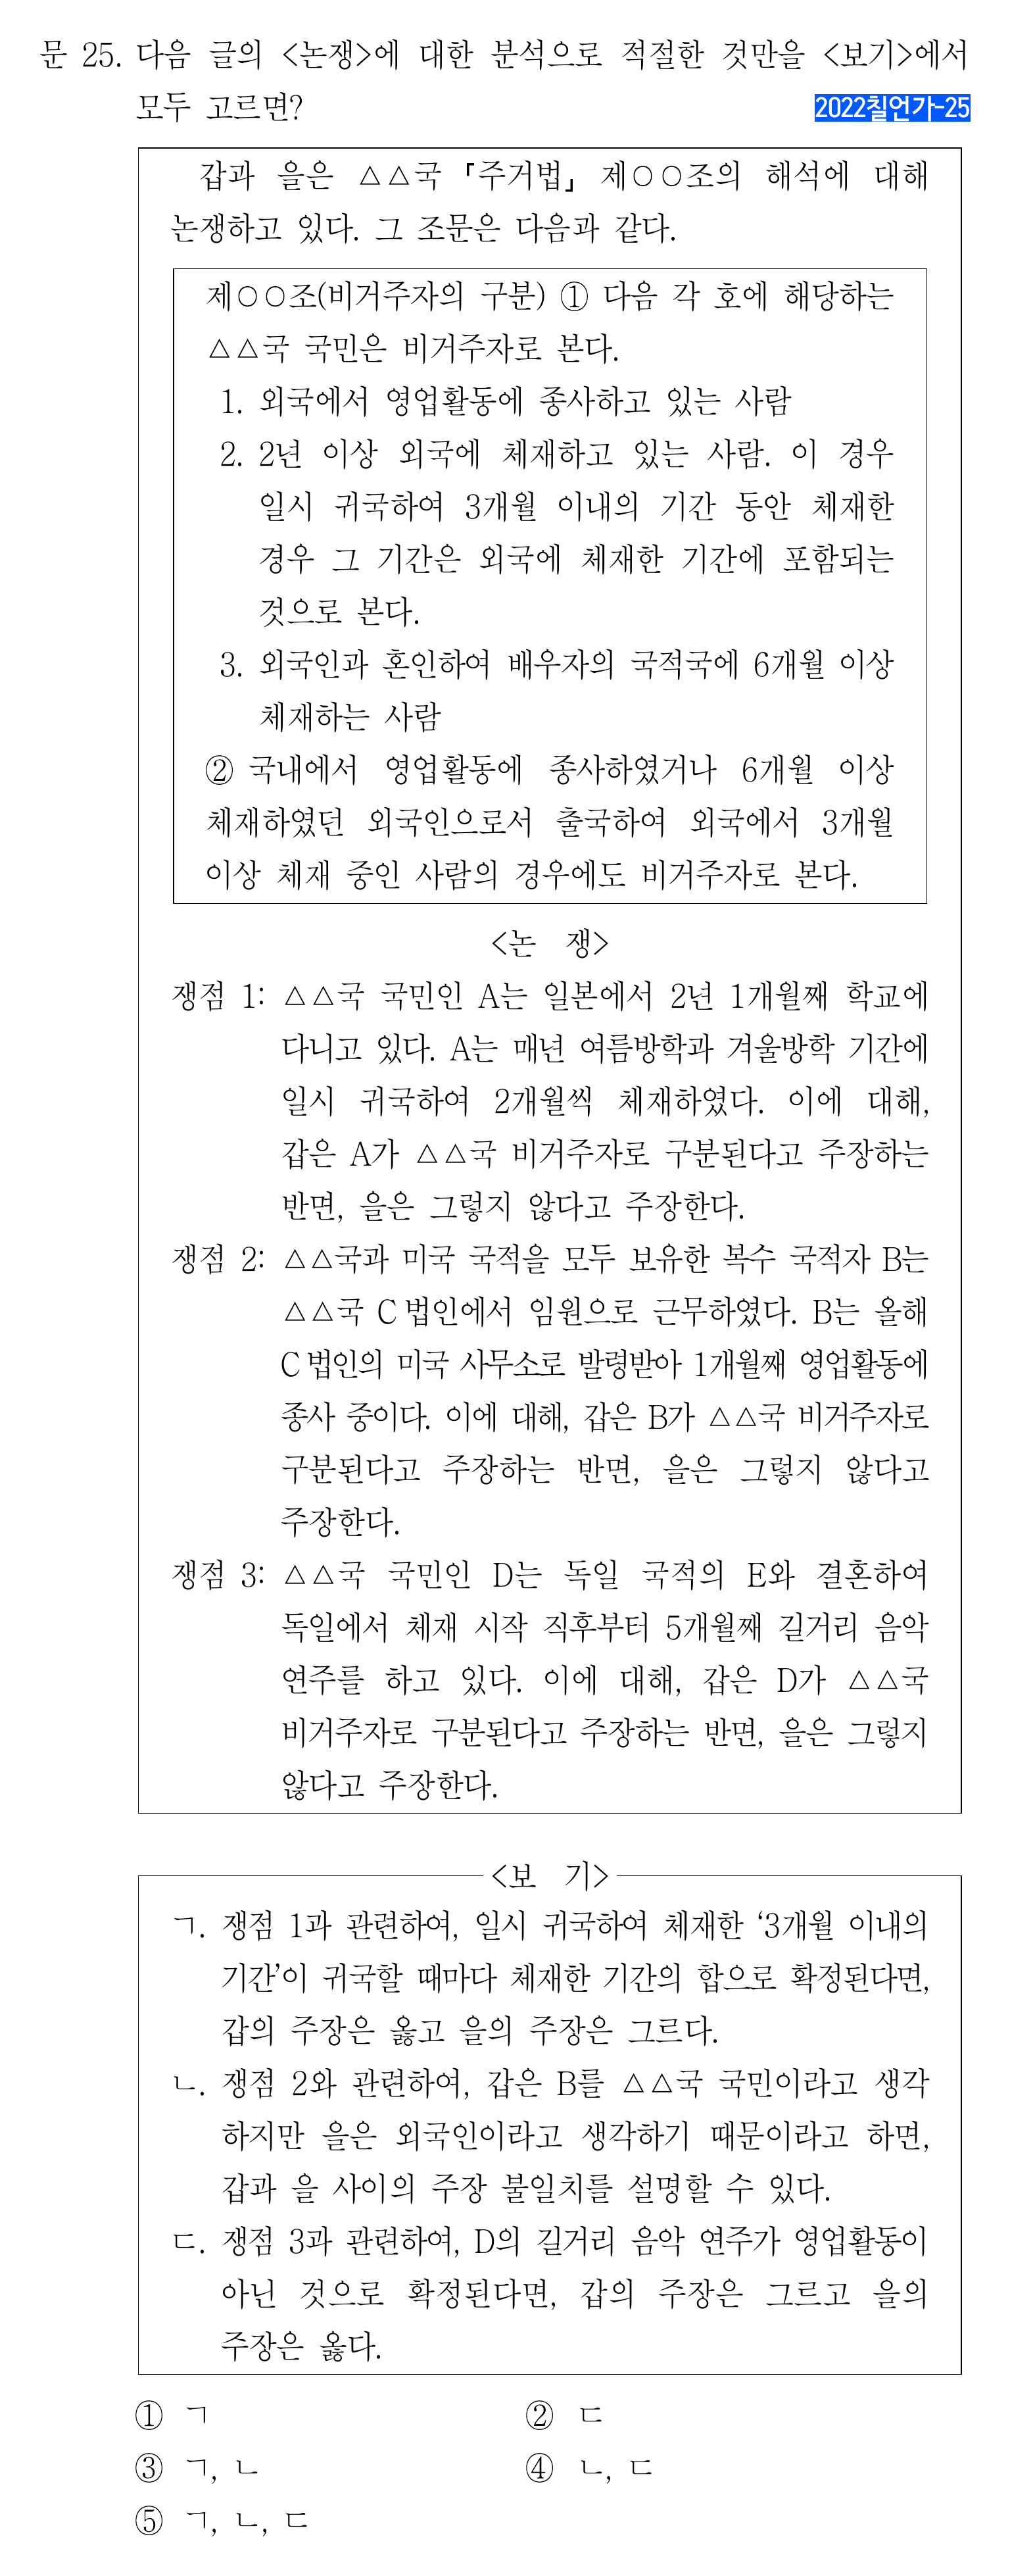 문 25. 다음 글의 <논쟁>에 대한 분석으로 적절한 것만을 <보기>에서
모두 고르면?
2022칠언가-25
갑과 을은 △△국 「주거법」 제○○조의 해석에 대해
논쟁하고 있다. 그 조문은 다음과 같다.
제○○조(비거주자의 구분) ① 다음 각 호에 해당하는
△△국 국민은 비거주자로 본다.
1. 외국에서 영업활동에 종사하고 있는 사람
2. 2년 이상 외국에 체재하고 있는 사람. 이 경우
일시 귀국하여 3개월 이내의 기간 동안 체재한
경우 그 기간은 외국에 체재한 기간에 포함되는
것으로 본다.
3. 외국인과 혼인하여 배우자의 국적국에 6개월 이상
체재하는 사람
② 국내에서 영업활동에 종사하였거나 6개월 이상
체재하였던 외국인으로서 출국하여 외국에서 3개월
이상 체재 중인 사람의 경우에도 비거주자로 본다.
<논 쟁>
쟁점 1: △△국 국민인 A는 일본에서 2년 1개월째 학교에
다니고 있다. A는 매년 여름방학과 겨울방학 기간에
일시 귀국하여 2개월씩 체재하였다. 이에 대해,
갑은 A가 △△국 비거주자로 구분된다고 주장하는
반면, 을은 그렇지 않다고 주장한다.
쟁점 2: △△국과 미국 국적을 모두 보유한 복수 국적자 B는
△△국 C 법인에서 임원으로 근무하였다. B는 올해
C 법인의 미국 사무소로 발령받아 1개월째 영업활동에
종사 중이다. 이에 대해, 갑은 B가 △△국 비거주자로
구분된다고 주장하는 반면, 을은 그렇지 않다고
주장한다.
쟁점 3: △△국 국민인 D는 독일 국적의 E와 결혼하여
독일에서 체재 시작 직후부터 5개월째 길거리 음악
연주를 하고 있다. 이에 대해, 갑은 D가 △△국
비거주자로 구분된다고 주장하는 반면, 을은 그렇지
않다고 주장한다.
<보 기>
ㄱ. 쟁점 1과 관련하여, 일시 귀국하여 체재한 ‘3개월 이내의
기간’이 귀국할 때마다 체재한 기간의 합으로 확정된다면,
갑의 주장은 옳고 을의 주장은 그르다.
ㄴ. 쟁점 2와 관련하여, 갑은 B를 △△국 국민이라고 생각
하지만 을은 외국인이라고 생각하기 때문이라고 하면,
갑과 을 사이의 주장 불일치를 설명할 수 있다.
ㄷ. 쟁점 3과 관련하여, D의 길거리 음악 연주가 영업활동이
아닌 것으로 확정된다면, 갑의 주장은 그르고 을의
주장은 옳다.
① ㄱ ② ㄷ
③ ㄱ, ㄴ ④ ㄴ, ㄷ
⑤ ㄱ, ㄴ, ㄷ